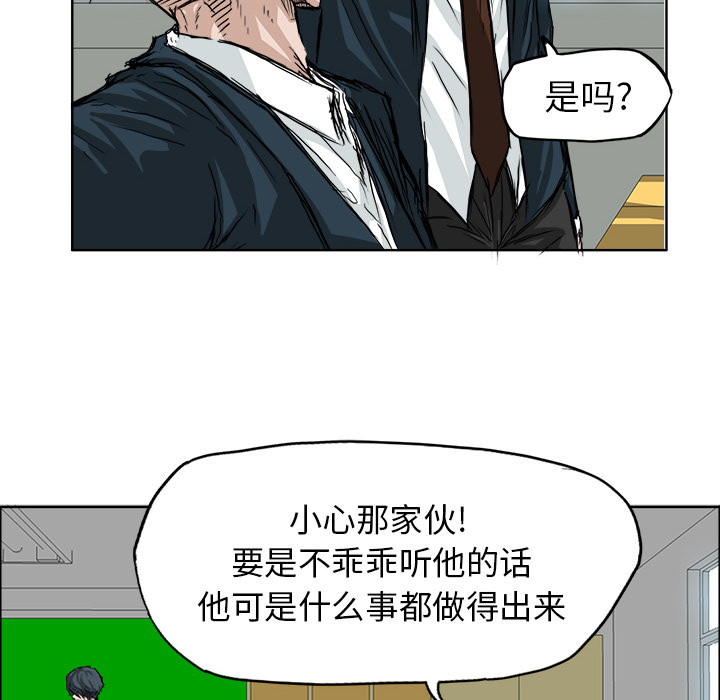 是吗?
小心那家伙!
要是不乖乖听他的话
他可是什么事都做得出来